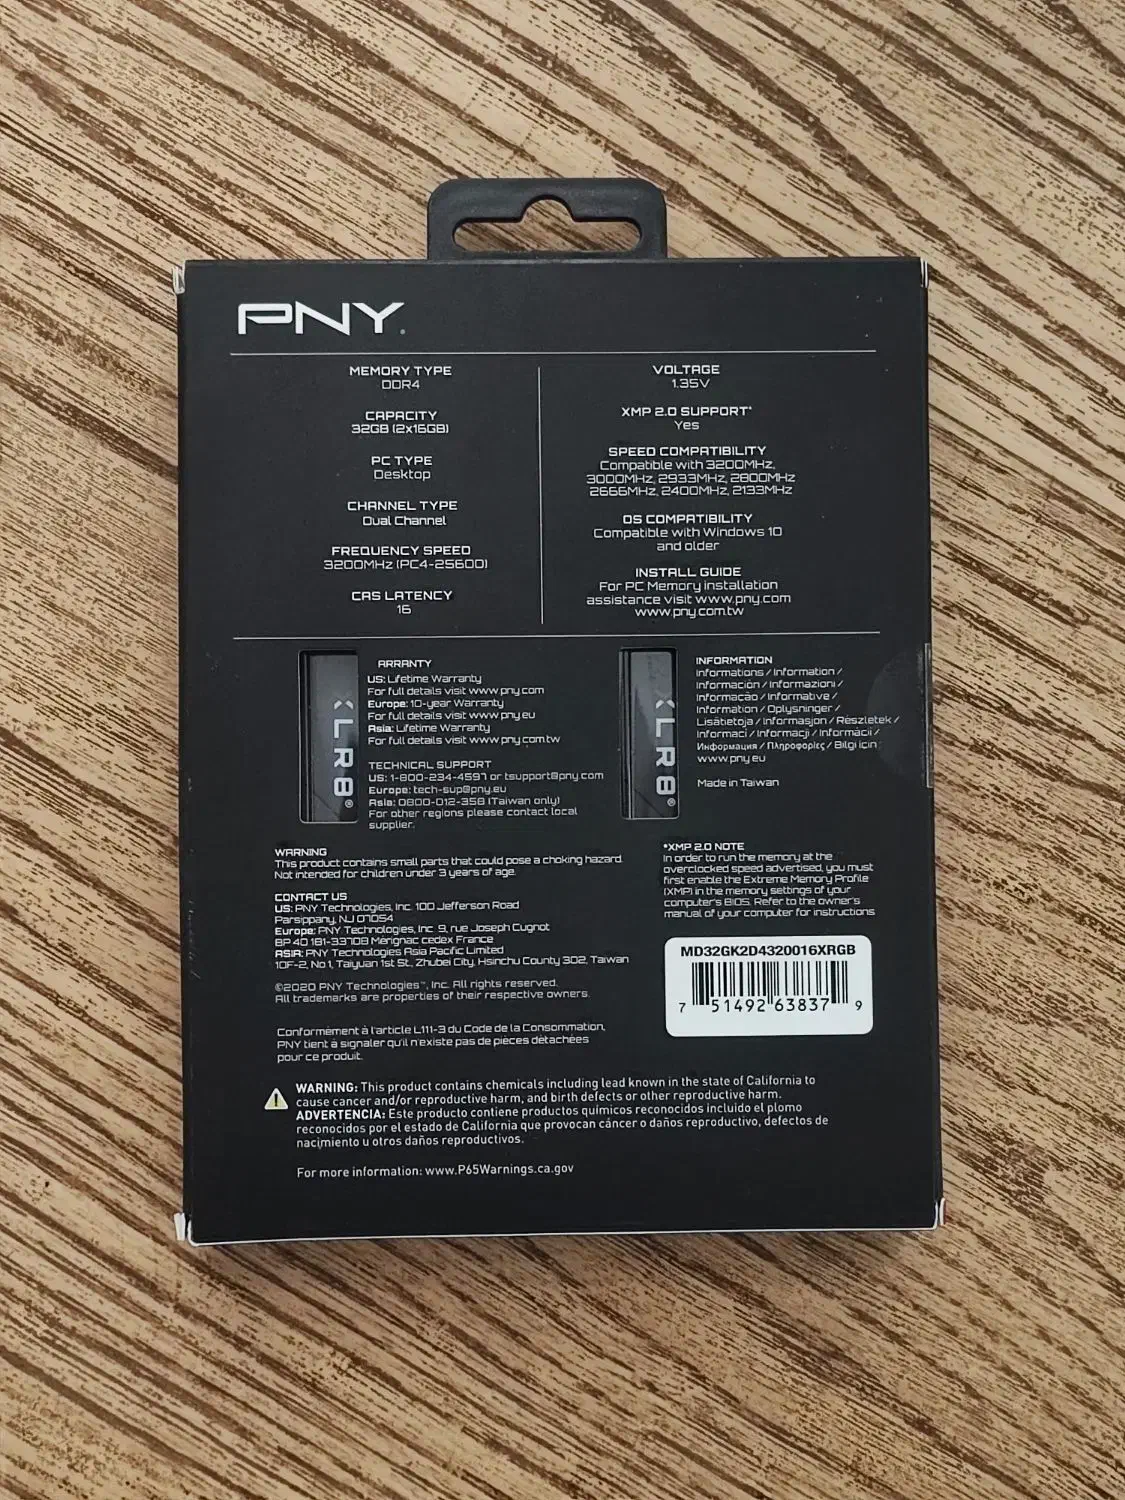 PNY
MEMORY TYPE
DDR4
CAPACITY
32GB (2x16GB)
PC TYPE
Desktop
CHANNEL TYPE
Dual Channel
FREQUENCY SPEED
3200MHz (PC4-25600)
CAS LATENCY
16
VOLTAGE
1.35V
XMP 2.0 SUPPORT*
Yes
SPEED COMPATIBILITY
Compatible with 3200MHz,
3000MHz, 2933MHz, 2800MHz
2666MHz, 2400MHz, 2133MHz
OS COMPATIBILITY
Compatible with Windows 10
and older
INSTALL GUIDE
For PC Memory installation
assistance visit www.pny.com
www.pny.com.tw
XLR8®
ARRANTY
US: Lifetime Warranty
For full details visit www.pny.com
Europe: 10-year Warranty
For full details visit www.pny.eu
Asia: Lifetime Warranty
For full details visit www.pny.com.tw
TECHNICAL SUPPORT
US: 1-800-234-4597 or tsupport@pny.com
Europe: tech-sup@pny.eu
Asia: 0800-012-358 (Taiwan only)
For other regions please contact local
supplier.
XLR8®
INFORMATION
Informations / Information /
Información / Informazioni /
Informação / Informative /
Information / Oplysninger /
Lisätietoja / Informasjon / Részletek /
Informaci / Informacji / Informácii /
Информация / Πληροφορίες / Bilgi için :
www.pny.eu
Made in Taiwan
WARNING
This product contains small parts that could pose a choking hazard.
Not intended for children under 3 years of age.
CONTACT US
US: PNY Technologies, Inc. 100 Jefferson Road
Parsippany, NJ 07054
Europe: PNY Technologies, Inc. 9, rue Joseph Cugnot
BP 40 181-33708 Mérignac cedex France
ASIA: PNY Technologies Asia Pacific Limited
10F-2, No.1, Taiyuan 1st St., Zhubei City, Hsinchu County 302, Taiwan
©2020 PNY Technologies™, Inc. All rights reserved.
All trademarks are properties of their respective owners.
Conformément à l'article L111-3 du Code de la Consommation,
PNY tient à signaler qu'il n'existe pas de pièces détachées
pour ce produit.
*XMP 2.0 NOTE
In order to run the memory at the
overclocked speed advertised, you must
first enable the Extreme Memory Profile
(XMP) in the memory settings of your
computer's BIOS. Refer to the owner's
manual of your computer for instructions
MD32GK2D4320016XRGB
7 51492 63837 9
WARNING: This product contains chemicals including lead known in the state of California to
cause cancer and/or reproductive harm, and birth defects or other reproductive harm.
ADVERTENCIA: Este producto contiene productos químicos reconocidos incluido el plomo
reconocidos por el estado de California que provocan cáncer o daños reproductivo, defectos de
nacimiento u otros daños reproductivos.
For more information: www.P65Warnings.ca.gov